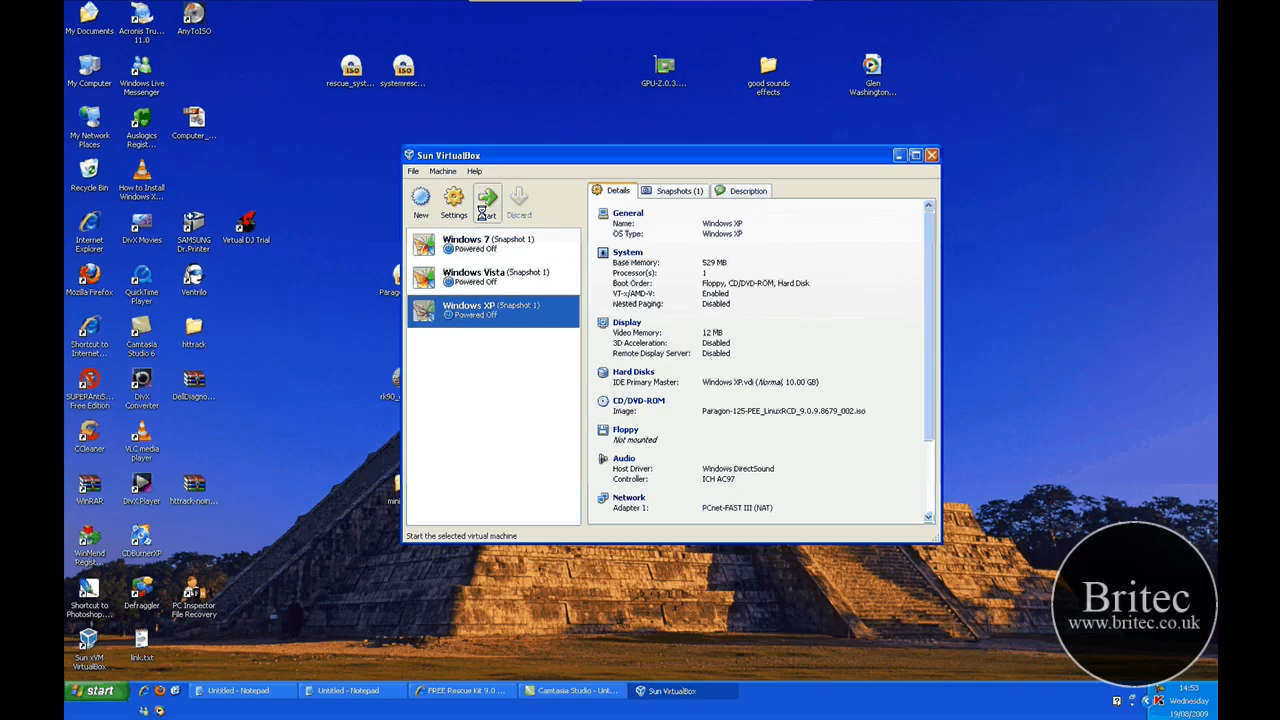 My Documents
Acronis Tru...
11.0
AnyToISO
rescue_syst...
systemresc...
GPU-Z.0.3....
good sounds
effects
Glen
Washington...
My Computer
Windows Live
Messenger
My Network
Places
Auslogics
Regist...
Computer_...
Recycle Bin
How to Install
Windows X...
Internet
Explorer
DivX Movies
SAMSUNG
Dr.Printer
Virtual DJ Trial
Mozilla Firefox
QuickTime
Player
Ventrilo
Shortcut to
Internet...
Camtasia
Studio 6
httrack
SUPERAntiS...
Free Edition
DivX
Converter
DellDiagno...
CCleaner
VLC media
player
WinRAR
DivX Player
httrack-noin...
WinMend
Regist...
CDBurnerXP
Shortcut to
Photoshop...
Defraggler
PC Inspector
File Recovery
Sun xVM
VirtualBox
link.txt
Sun VirtualBox
File Machine Help
New Settings Start Discard
Details Snapshots (1) Description
Windows 7 (Snapshot 1)
Powered Off
Windows Vista (Snapshot 1)
Powered Off
Windows XP (Snapshot 1)
Powered Off
General
Name: Windows XP
OS Type: Windows XP
System
Base Memory: 529 MB
Processor(s): 1
Boot Order: Floppy, CD/DVD-ROM, Hard Disk
VT-x/AMD-V: Enabled
Nested Paging: Disabled
Display
Video Memory: 12 MB
3D Acceleration: Disabled
Remote Display Server: Disabled
Hard Disks
IDE Primary Master: Windows XP.vdi (Normal, 10.00 GB)
CD/DVD-ROM
Image: Paragon-125-PEE_LinuxRCD_9.0.9.8679_002.iso
Floppy
Not mounted
Audio
Host Driver: Windows DirectSound
Controller: ICH AC97
Network
Adapter 1: PCnet-FAST III (NAT)
Start the selected virtual machine
Britec
www.britec.co.uk
start
Untitled - Notepad
Untitled - Notepad
FREE Rescue Kit 9.0 ...
Camtasia Studio - Unt...
Sun VirtualBox
14:53
Wednesday
19/08/2009